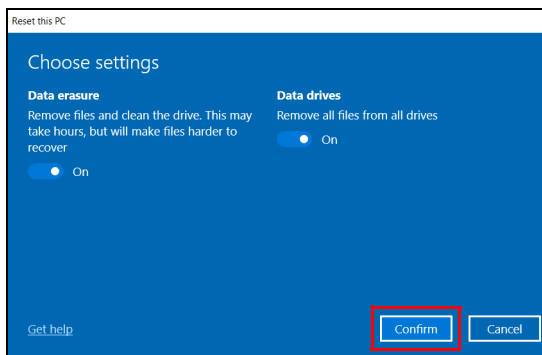 Reset this PC
Choose settings
Data erasure
Remove files and clean the drive. This may
take hours, but will make files harder to
recover
On
Data drives
Remove all files from all drives
On
Get help
Confirm
Cancel